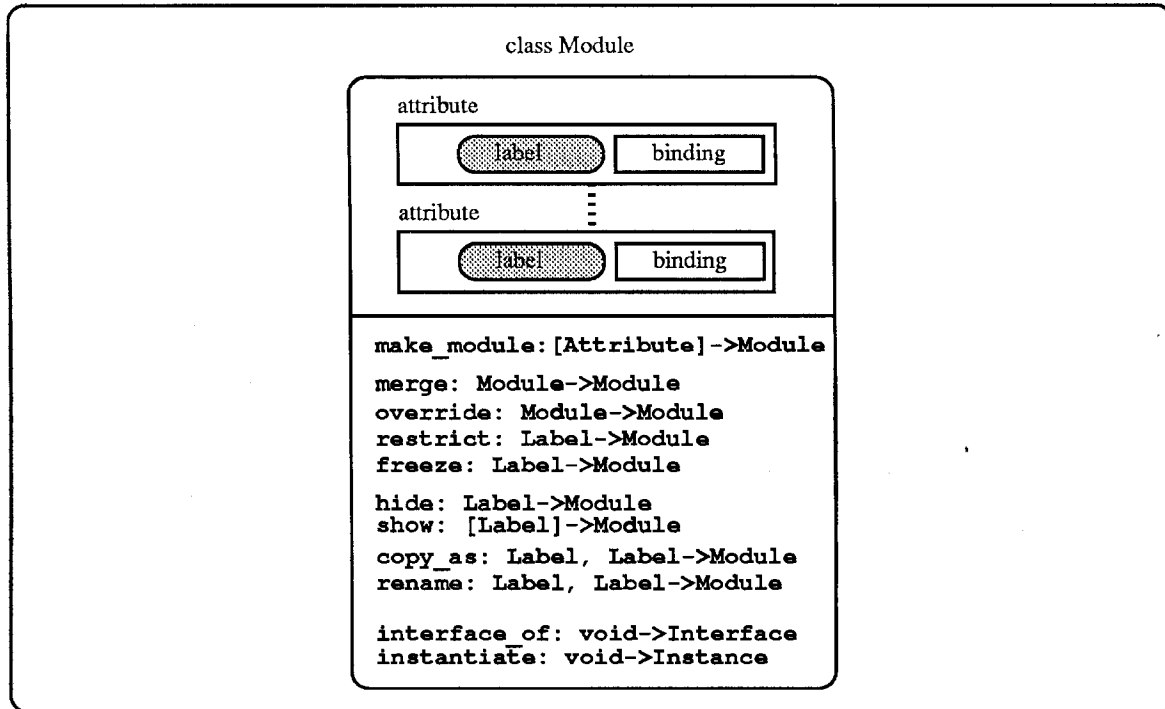 class Module
attribute
label binding
attribute
label binding
make_module:[Attribute]->Module
merge: Module->Module
override: Module->Module
restrict: Label->Module
freeze: Label->Module
hide: Label->Module
show: [Label]->Module
copy_as: Label, Label->Module
rename: Label, Label->Module
interface_of: void->Interface
instantiate: void->Instance